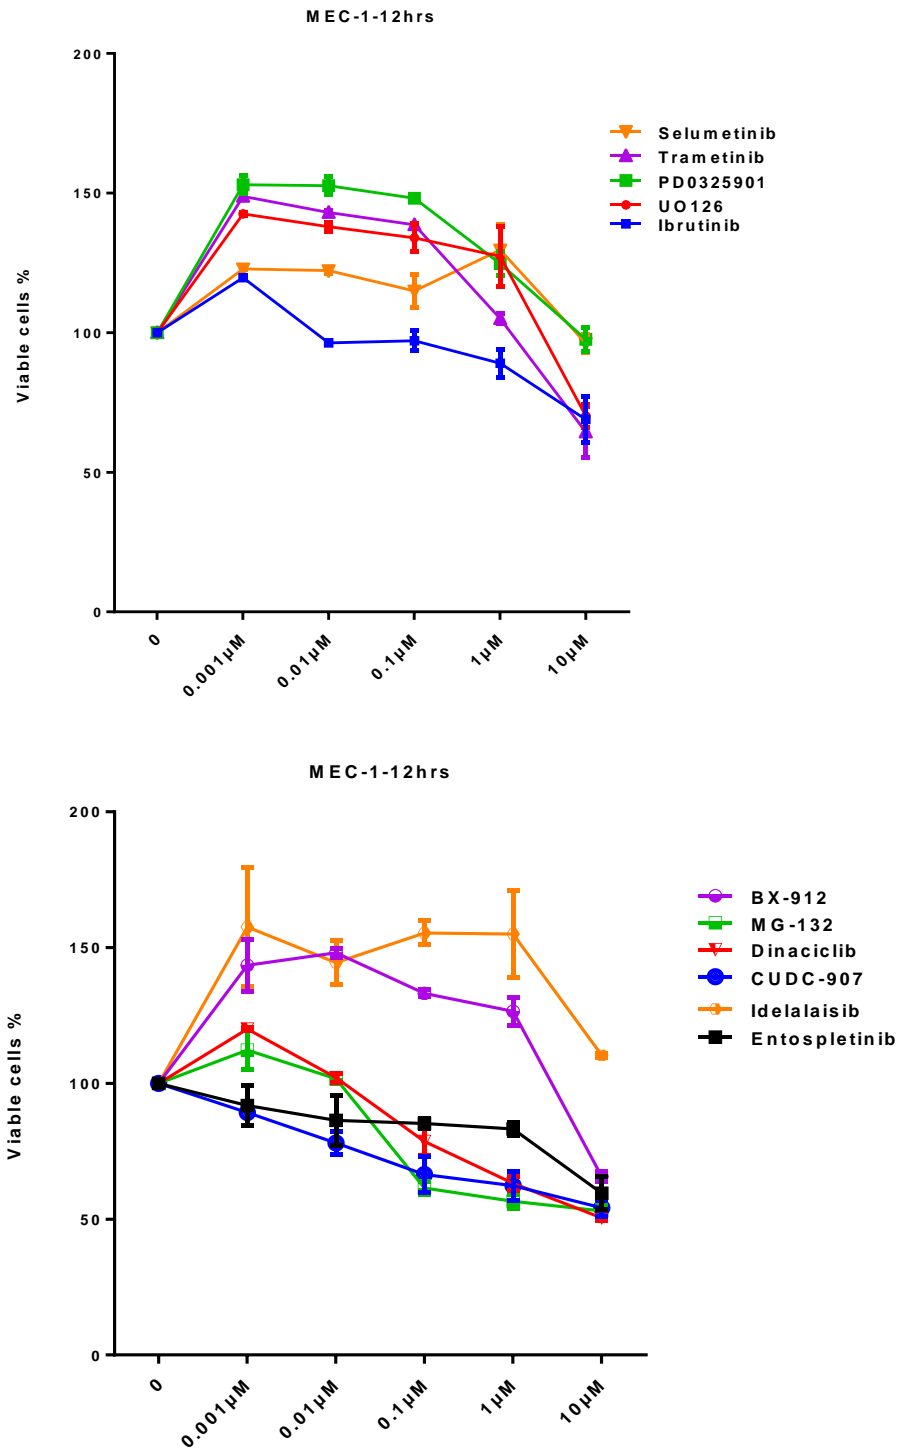 MEC-1-12hrs
Viable cells %
200
150
100
50
0
0
0.001µM
0.01µM
0.1µM
1µM
10µM
Selumetinib
Trametinib
PD0325901
UO126
Ibrutinib
MEC-1-12hrs
Viable cells %
200
150
100
50
0
0
0.001µM
0.01µM
0.1µM
1µM
10µM
BX-912
MG-132
Dinaciclib
CUDC-907
Idelalaisib
Entospletinib